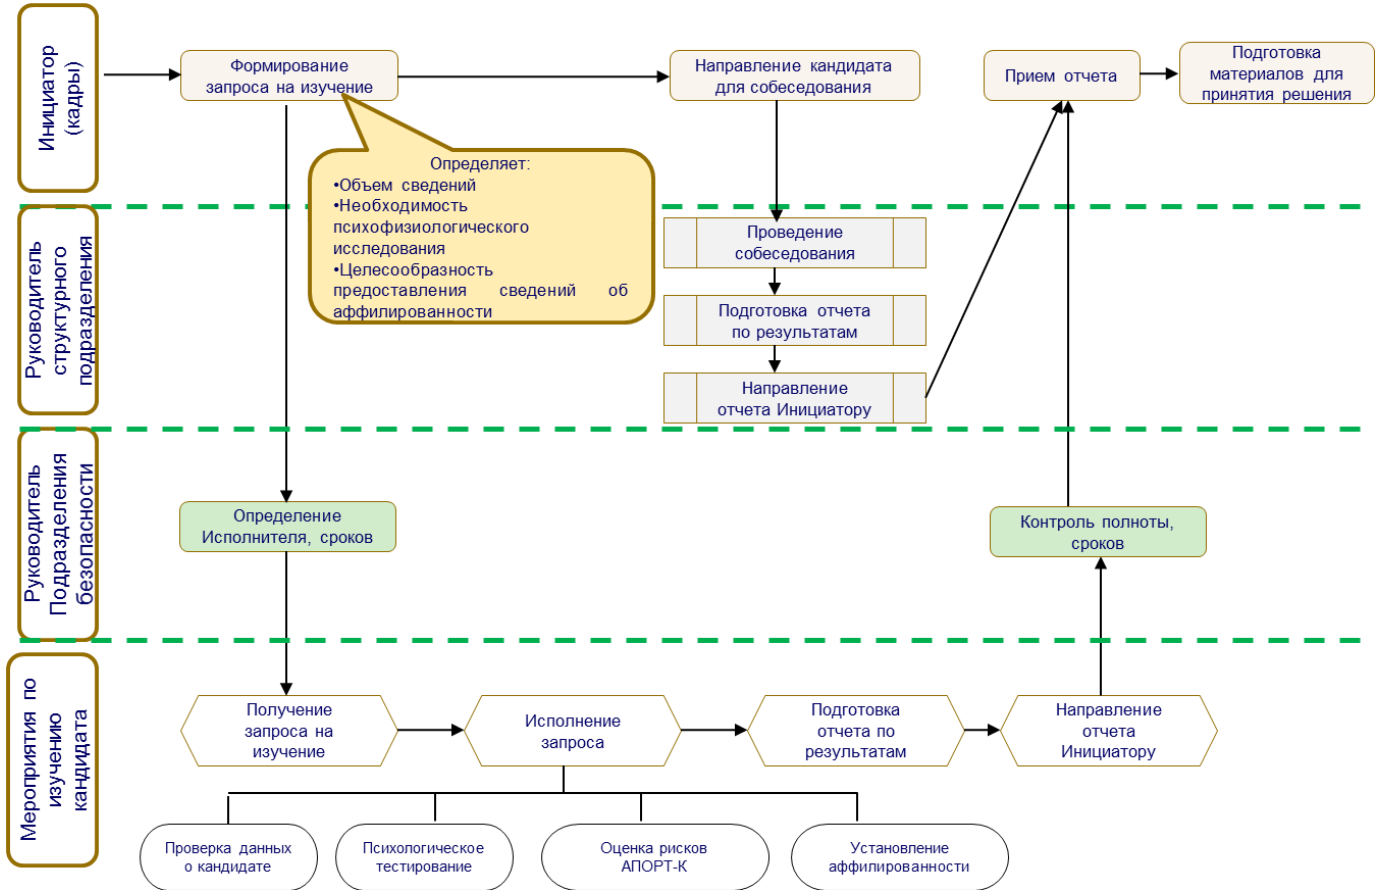 Инициатор
(кадры)
Формирование
запроса на изучение
Направление кандидата
для собеседования
Прием отчета
Подготовка
материалов для
принятия решения
Определяет:
•Объем сведений
•Необходимость
психофизиологического
исследования
•Целесообразность
предоставления сведений об
аффилированности
Руководитель
структурного
подразделения
Проведение
собеседования
Подготовка отчета
по результатам
Направление
отчета Инициатору
Руководитель
Подразделения
безопасности
Определение
Исполнителя, сроков
Контроль полноты,
сроков
Мероприятия по
изучению
кандидата
Получение
запроса на
изучение
Исполнение
запроса
Подготовка
отчета по
результатам
Направление
отчета
Инициатору
Проверка данных
о кандидате
Психологическое
тестирование
Оценка рисков
АПОРТ-К
Установление
аффилированности